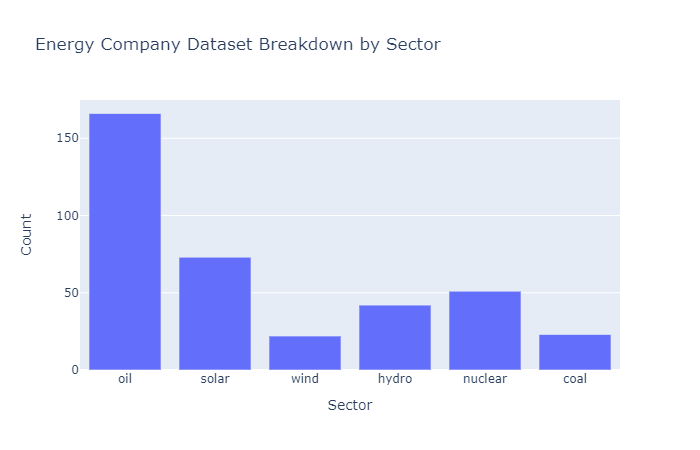 Energy Company Dataset Breakdown by Sector
150
100
50
0
Count
oil solar wind hydro nuclear coal
Sector